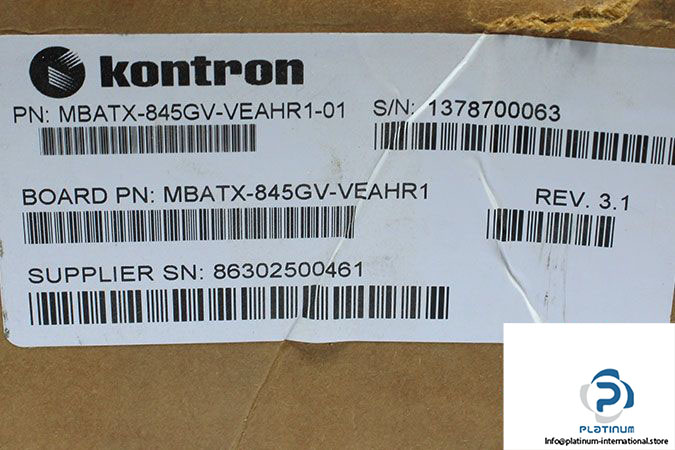 kontron
PN: MBATX-845GV-VEAHR1-01 S/N: 1378700063
BOARD PN: MBATX-845GV-VEAHR1 REV. 3.1
SUPPLIER SN: 86302500461
PLATINUM
Info@platinum-international.store